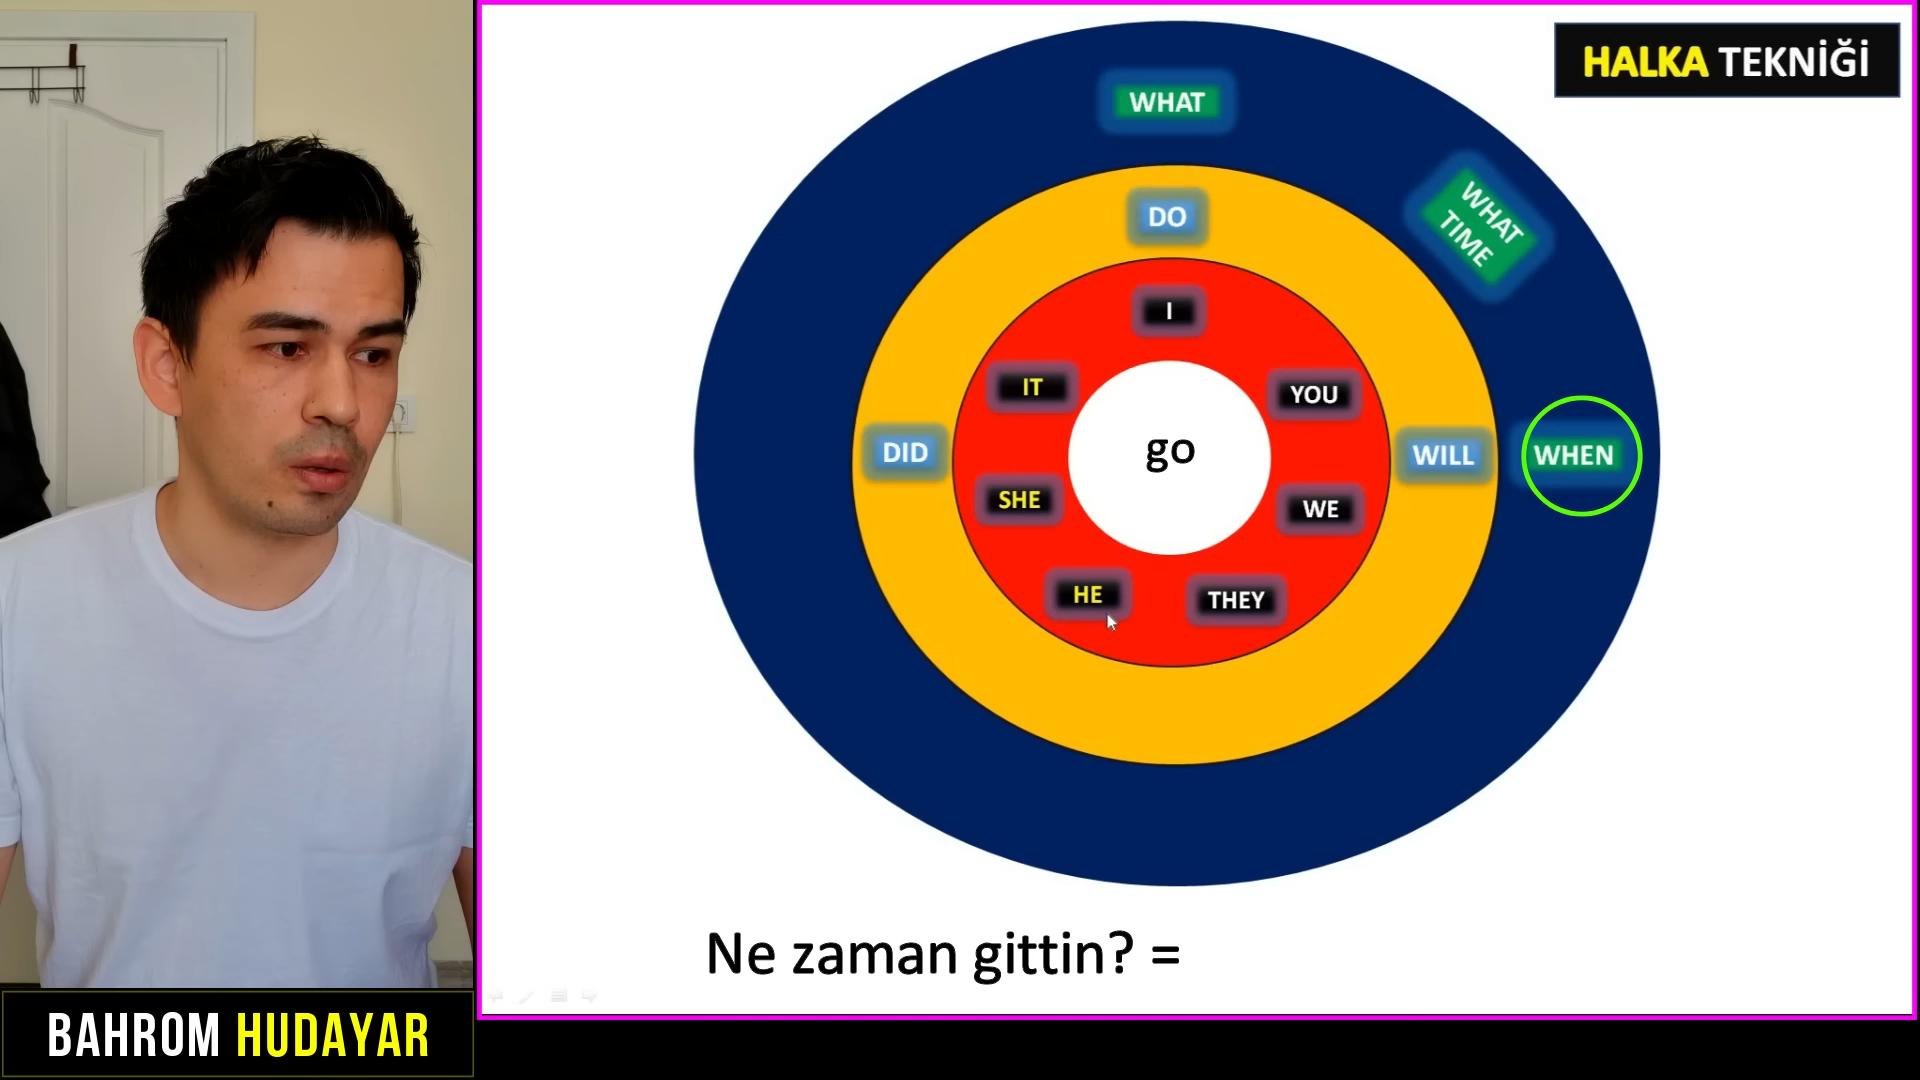 HALKA TEKNİĞİ
WHAT
WHAT
TIME
DO
I
IT
YOU
DID
go
WILL
WHEN
SHE
WE
HE
THEY
Ne zaman gittin? =
BAHROM HUDAYAR